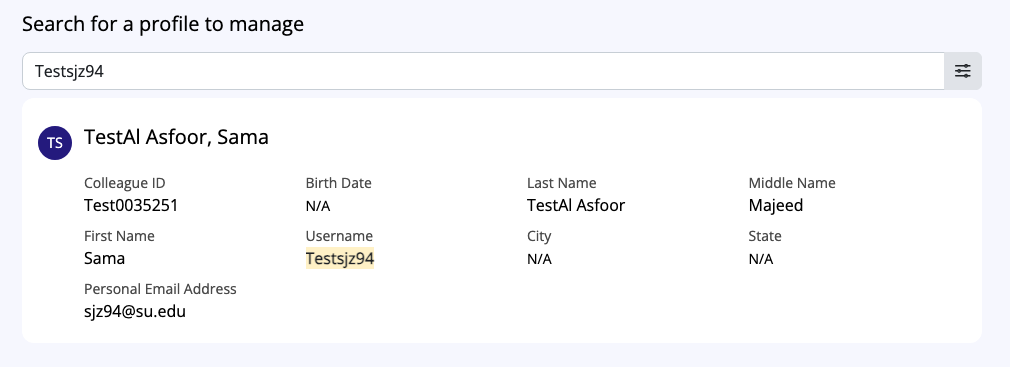 Search for a profile to manage
Testsjz94
TS
TestAl Asfoor, Sama
Colleague ID Birth Date Last Name Middle Name
Test0035251 N/A TestAl Asfoor Majeed
First Name Username City State
Sama Testsjz94 N/A N/A
Personal Email Address
sjz94@su.edu